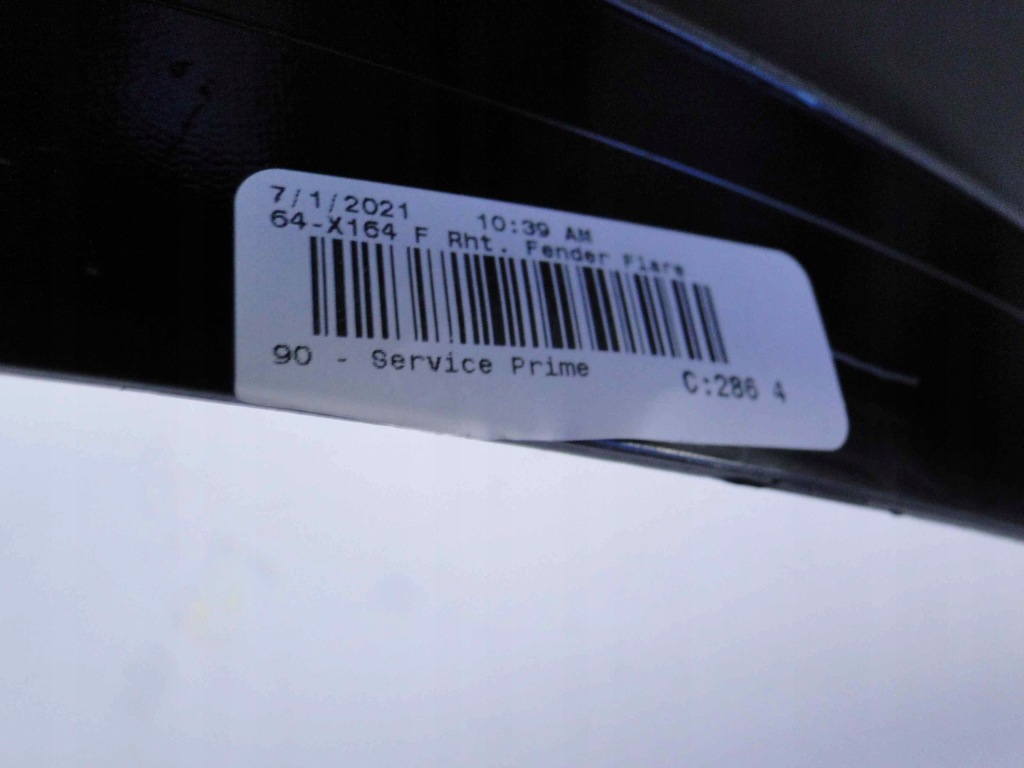 7/1/2021 10:39 AM
64-X164 F Rht. Fender Flare
90 - Service Prime
C:286 4